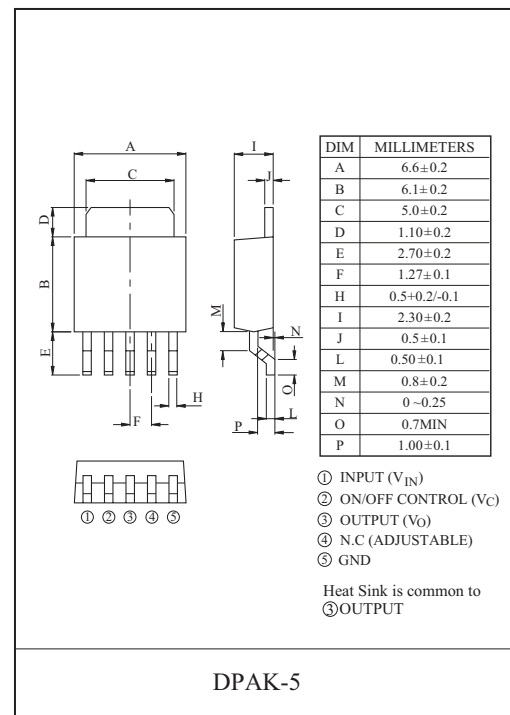 A
C
D
B
E
F
H
I
J
M
N
O
L
P
① ② ③ ④ ⑤
DIM MILLIMETERS
A 6.6±0.2
B 6.1±0.2
C 5.0±0.2
D 1.10±0.2
E 2.70±0.2
F 1.27±0.1
H 0.5+0.2/-0.1
I 2.30±0.2
J 0.5±0.1
L 0.50±0.1
M 0.8±0.2
N 0 ~0.25
O 0.7MIN
P 1.00±0.1
① INPUT (VIN)
② ON/OFF CONTROL (VC)
③ OUTPUT (VO)
④ N.C (ADJUSTABLE)
⑤ GND
Heat Sink is common to
③OUTPUT
DPAK-5